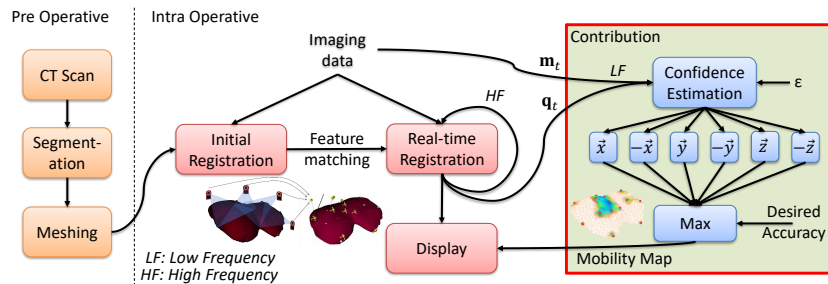 Pre Operative
Intra Operative
CT Scan
Segment-
ation
Meshing
Imaging
data
Initial
Registration
Feature
matching
Real-time
Registration
HF
Display
LF: Low Frequency
HF: High Frequency
m_t
q_t
LF
Contribution
Confidence
Estimation
ε
x⃗
−x⃗
y⃗
−y⃗
z⃗
−z⃗
Max
Desired
Accuracy
Mobility Map